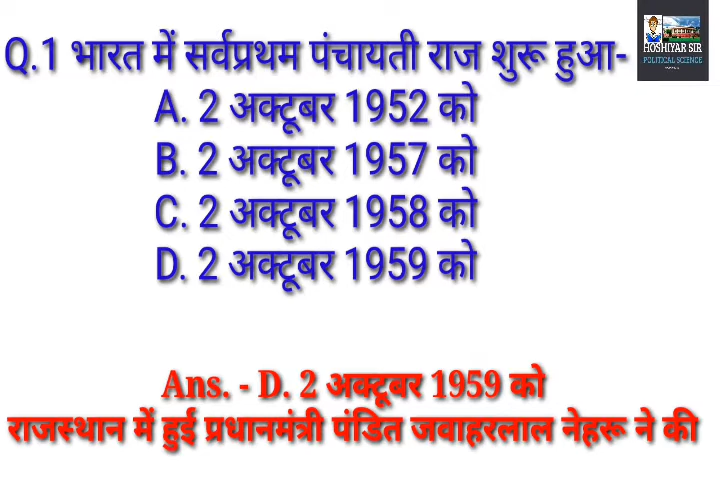 Q.1 भारत में सर्वप्रथम पंचायती राज शुरू हुआ-
A. 2 अक्टूबर 1952 को
B. 2 अक्टूबर 1957 को
C. 2 अक्टूबर 1958 को
D. 2 अक्टूबर 1959 को
HOSHIYAR SIR
POLITICAL SCIENCE
Ans. - D. 2 अक्टूबर 1959 को
राजस्थान में हुई प्रधानमंत्री पंडित जवाहरलाल नेहरू ने की